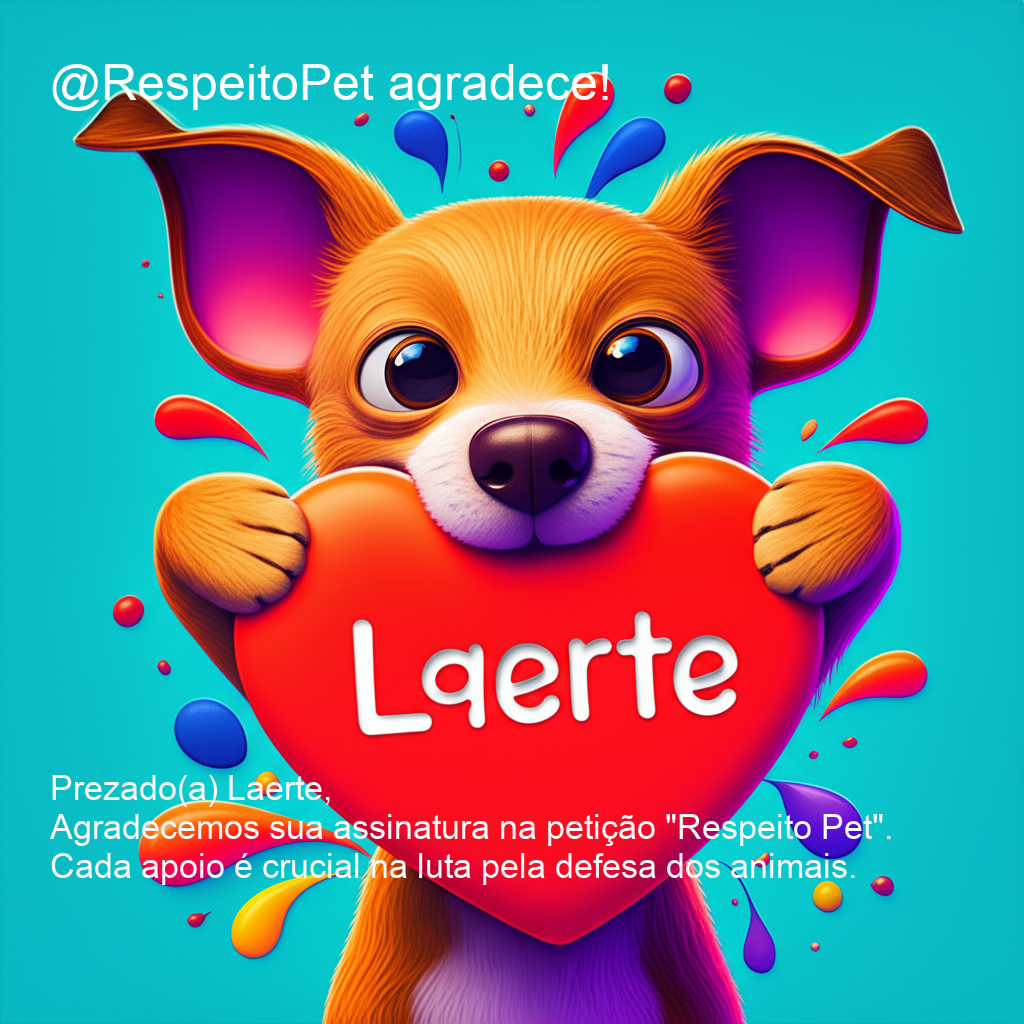 @RespeitoPet agradece!
Laerte
Prezado(a) Laerte,
Agradecemos sua assinatura na petição "Respeito Pet".
Cada apoio é crucial na luta pela defesa dos animais.